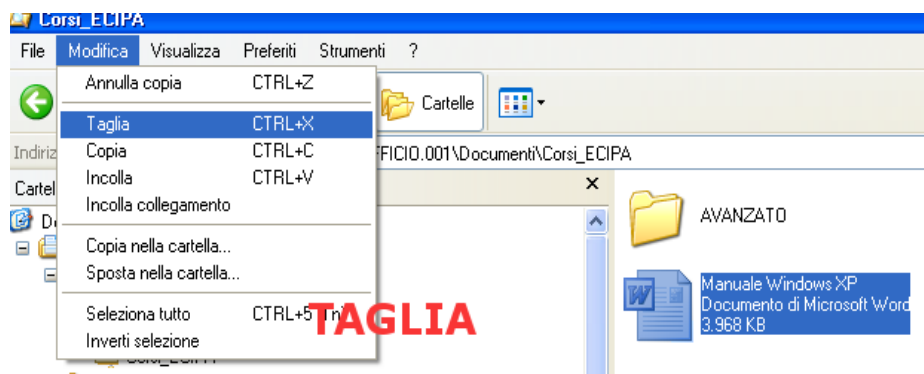 Corsi_ECIPA
File Modifica Visualizza Preferiti Strumenti ?
Annulla copia CTRL+Z
Cartelle
Taglia CTRL+X
Indiriz
FICIO.001\Documenti\Corsi_ECIPA
Copia CTRL+C
Incolla CTRL+V
Cartel
Incolla collegamento
AVANZATO
Copia nella cartella...
Sposta nella cartella...
Manuale Windows XP
Documento di Microsoft Word
3.968 KB
Seleziona tutto CTRL+5
TAGLIA
Inverti selezione